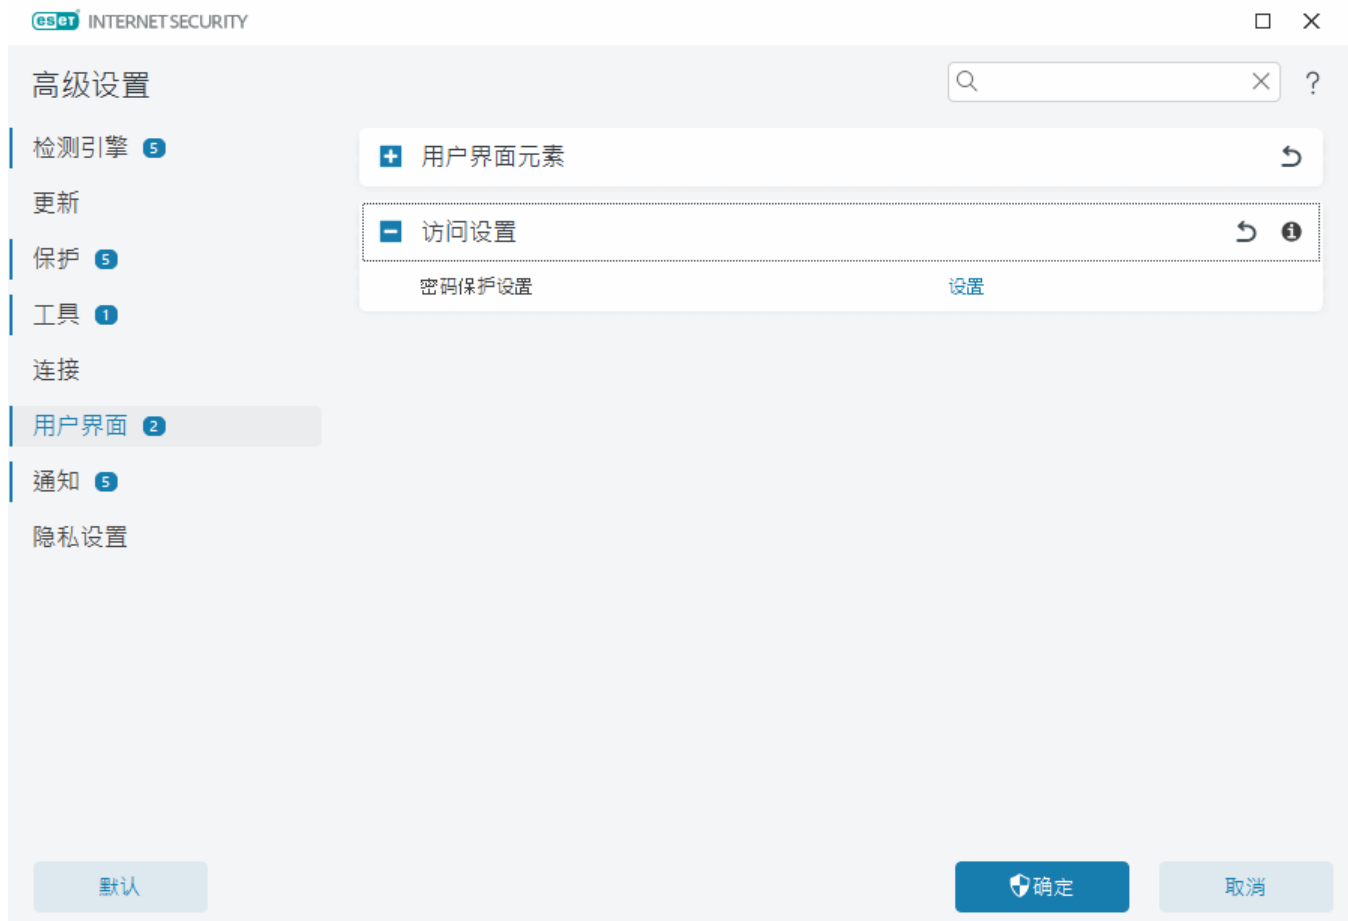 eset INTERNET SECURITY
高级设置
?
检测引擎 5
更新
保护 5
工具 1
连接
用户界面 2
通知 5
隐私设置
用户界面元素
访问设置
密码保护设置 设置
默认
确定
取消